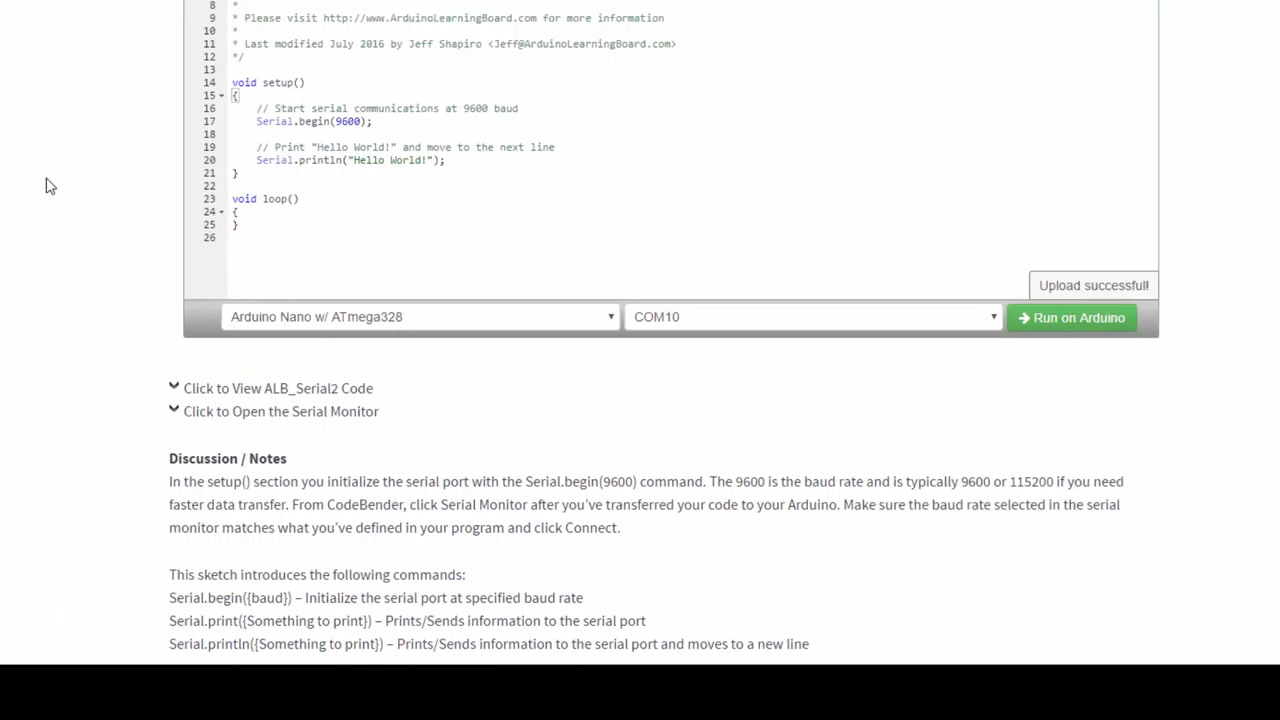 8 *
9 * Please visit http://www.ArduinoLearningBoard.com for more information
10 *
11 * Last modified July 2016 by Jeff Shapiro <Jeff@ArduinoLearningBoard.com>
12 */
13
14 void setup()
15 {
16 // Start serial communications at 9600 baud
17 Serial.begin(9600);
18
19 // Print "Hello World!" and move to the next line
20 Serial.println("Hello World!");
21 }
22
23 void loop()
24 {
25 }
26
Upload successful!
Arduino Nano w/ ATmega328 COM10 Run on Arduino
Click to View ALB_Serial2 Code
Click to Open the Serial Monitor
Discussion / Notes
In the setup() section you initialize the serial port with the Serial.begin(9600) command. The 9600 is the baud rate and is typically 9600 or 115200 if you need
faster data transfer. From CodeBender, click Serial Monitor after you've transferred your code to your Arduino. Make sure the baud rate selected in the serial
monitor matches what you've defined in your program and click Connect.
This sketch introduces the following commands:
Serial.begin({baud}) – Initialize the serial port at specified baud rate
Serial.print({Something to print}) – Prints/Sends information to the serial port
Serial.println({Something to print}) – Prints/Sends information to the serial port and moves to a new line